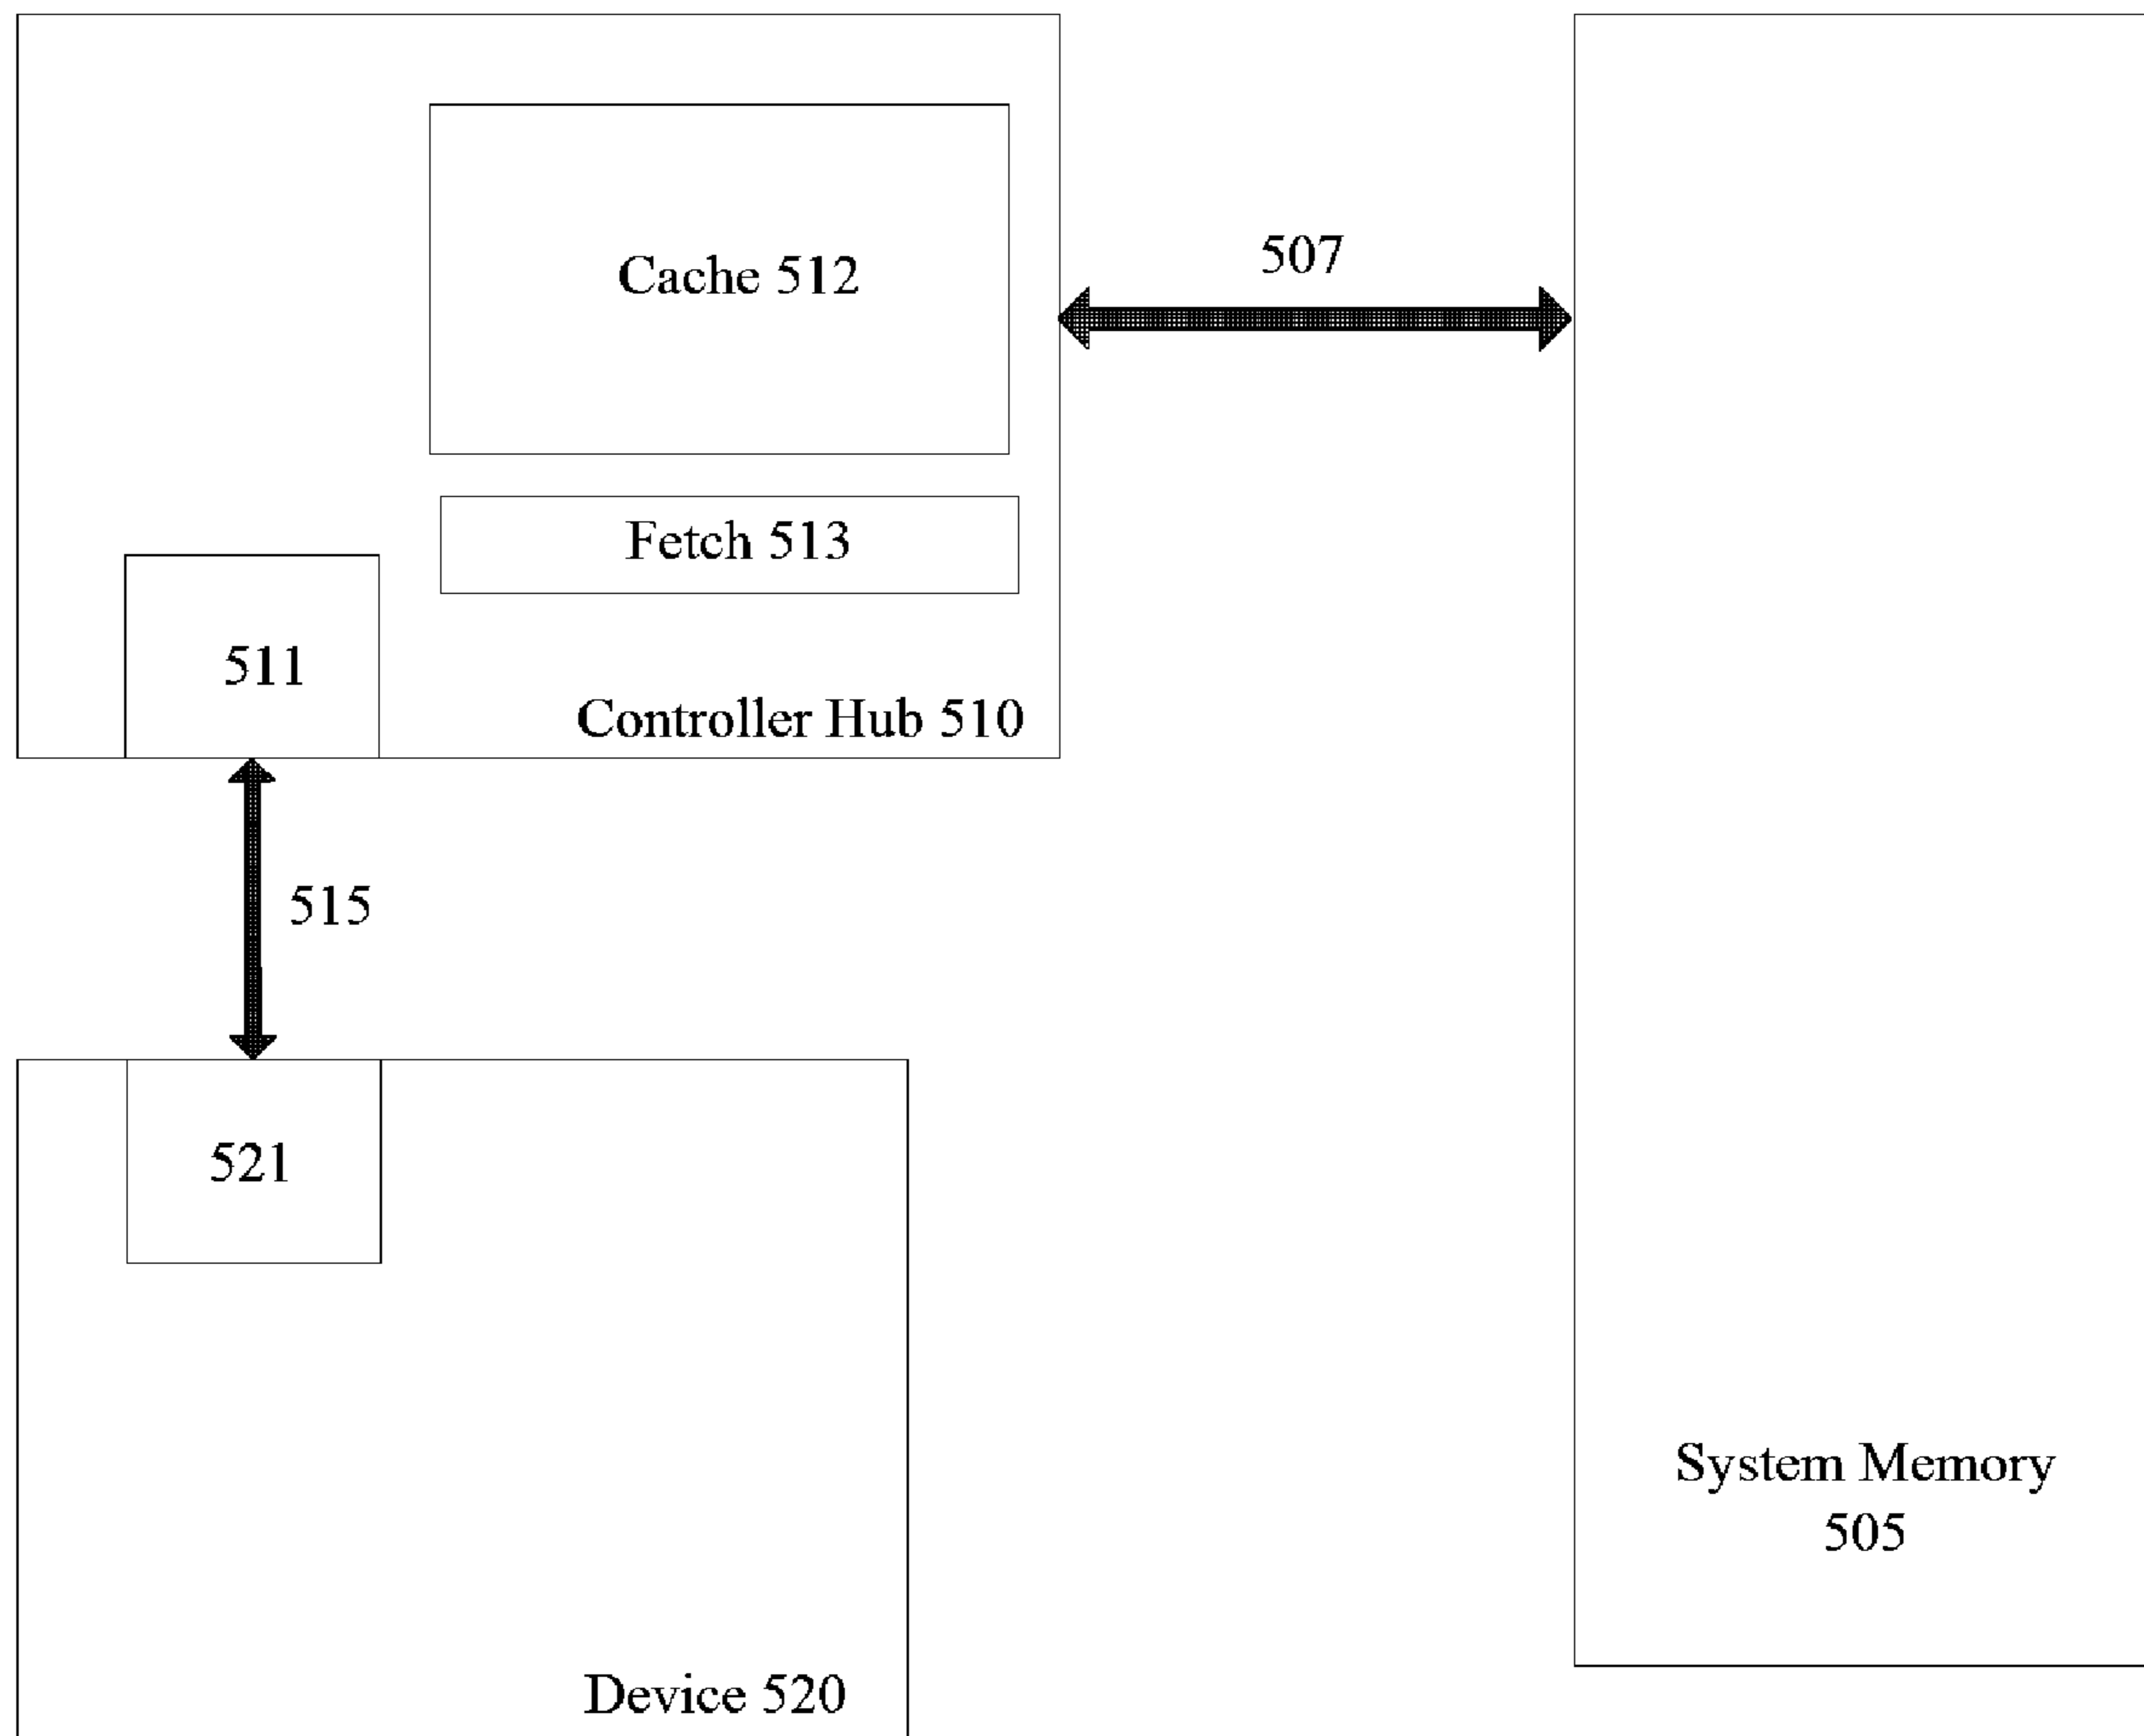 Cache 512
507
Fetch 513
511
Controller Hub 510
515
521
System Memory
505
Device 520